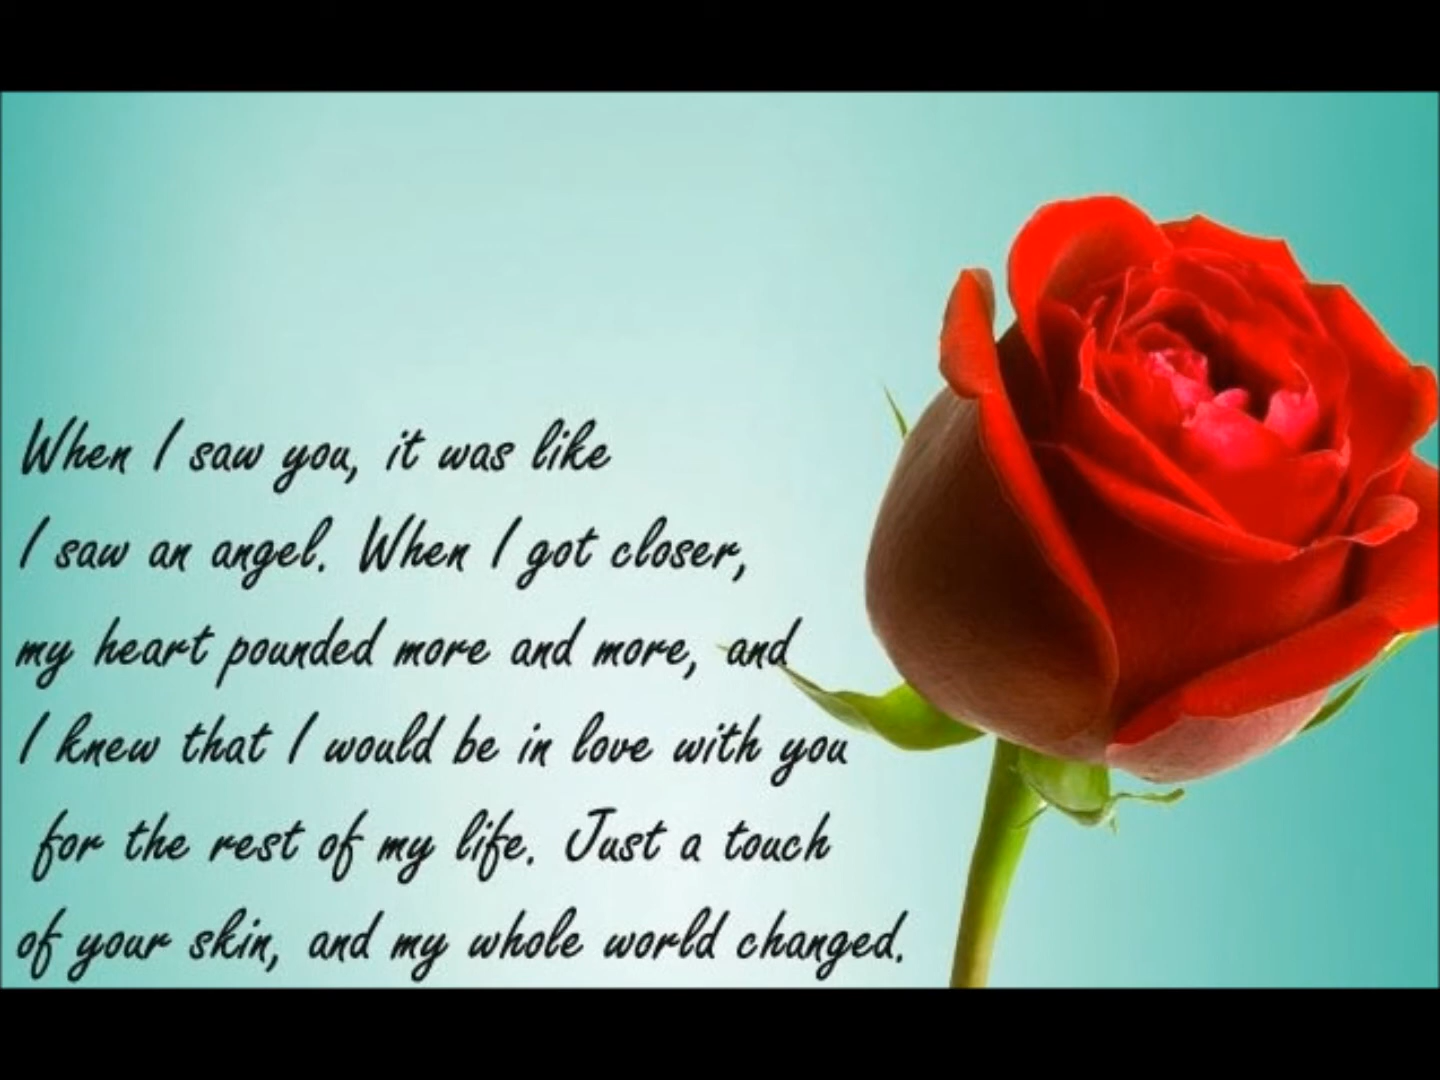 When I saw you, it was like
I saw an angel. When I got closer,
my heart pounded more and more, and
I knew that I would be in love with you
for the rest of my life. Just a touch
of your skin, and my whole world changed.